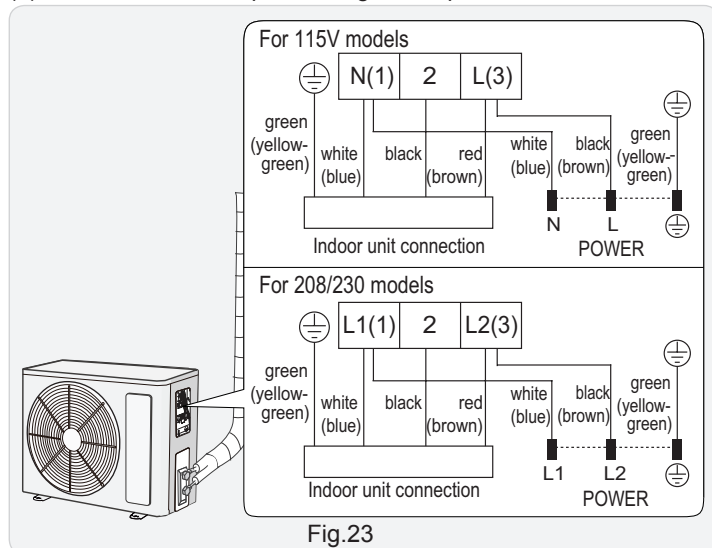 For 115V models
N(1) 2 L(3)
green
(yellow-
green)
white
(blue)
black
red
(brown)
white
(blue)
black
(brown)
green
(yellow--
green)
N L
POWER
Indoor unit connection
For 208/230 models
L1(1) 2 L2(3)
green
(yellow-
green)
white
(blue)
black
red
(brown)
white
(blue)
black
(brown)
green
(yellow-
green)
L1 L2
POWER
Indoor unit connection
Fig.23